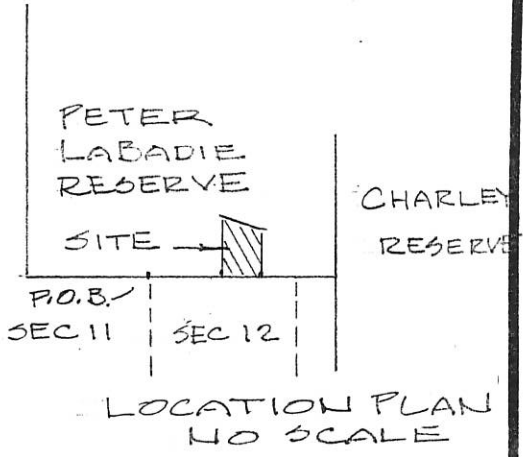 PETER
LABADIE
RESERVE
CHARLEY
RESERVE
SITE
P.O.B.
SEC 11
SEC 12
LOCATION PLAN
NO SCALE